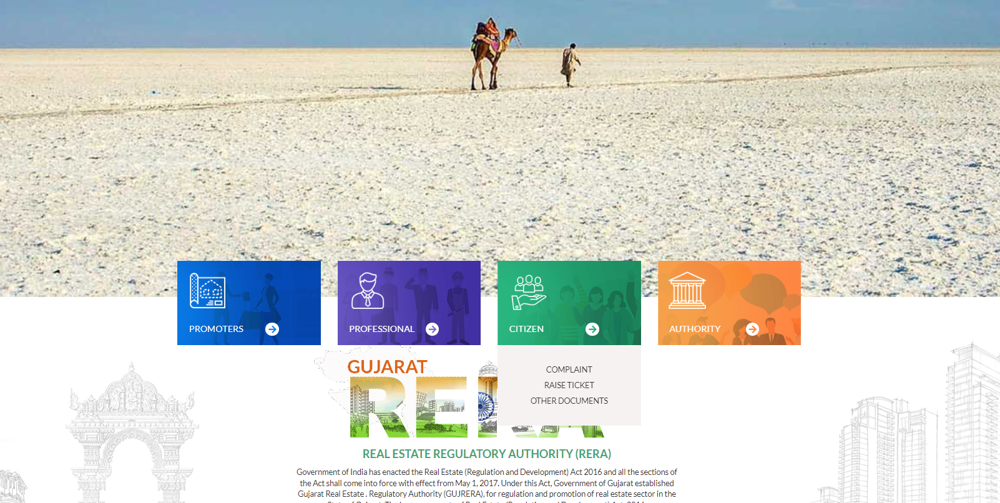 PROMOTERS
PROFESSIONAL
CITIZEN
AUTHORITY
COMPLAINT
RAISE TICKET
OTHER DOCUMENTS
GUJARAT
RERA
REAL ESTATE REGULATORY AUTHORITY (RERA)
Government of India has enacted the Real Estate (Regulation and Development) Act 2016 and all the sections of
the Act shall come into force with effect from May 1, 2017. Under this Act, Government of Gujarat established
Gujarat Real Estate . Regulatory Authority (GUJRERA), for regulation and promotion of real estate sector in the